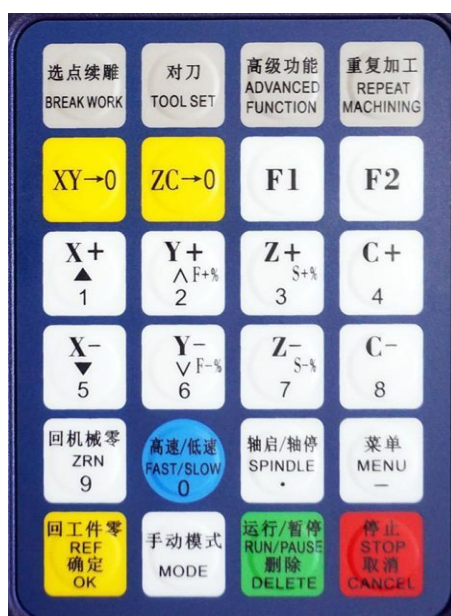 选点续雕
BREAK WORK
对刀
TOOL SET
高级功能
ADVANCED
FUNCTION
重复加工
REPEAT
MACHINING
XY→0
ZC→0
F1
F2
X+
▲
1
Y+
∧ F+%
2
Z+
S+%
3
C+
4
X-
▼
5
Y-
∨ F-%
6
Z-
S-%
7
C-
8
回机械零
ZRN
9
高速/低速
FAST/SLOW
0
轴启/轴停
SPINDLE
·
菜单
MENU
—
回工件零
REF
确定
OK
手动模式
MODE
运行/暂停
RUN/PAUSE
删除
DELETE
停止
STOP
取消
CANCEL